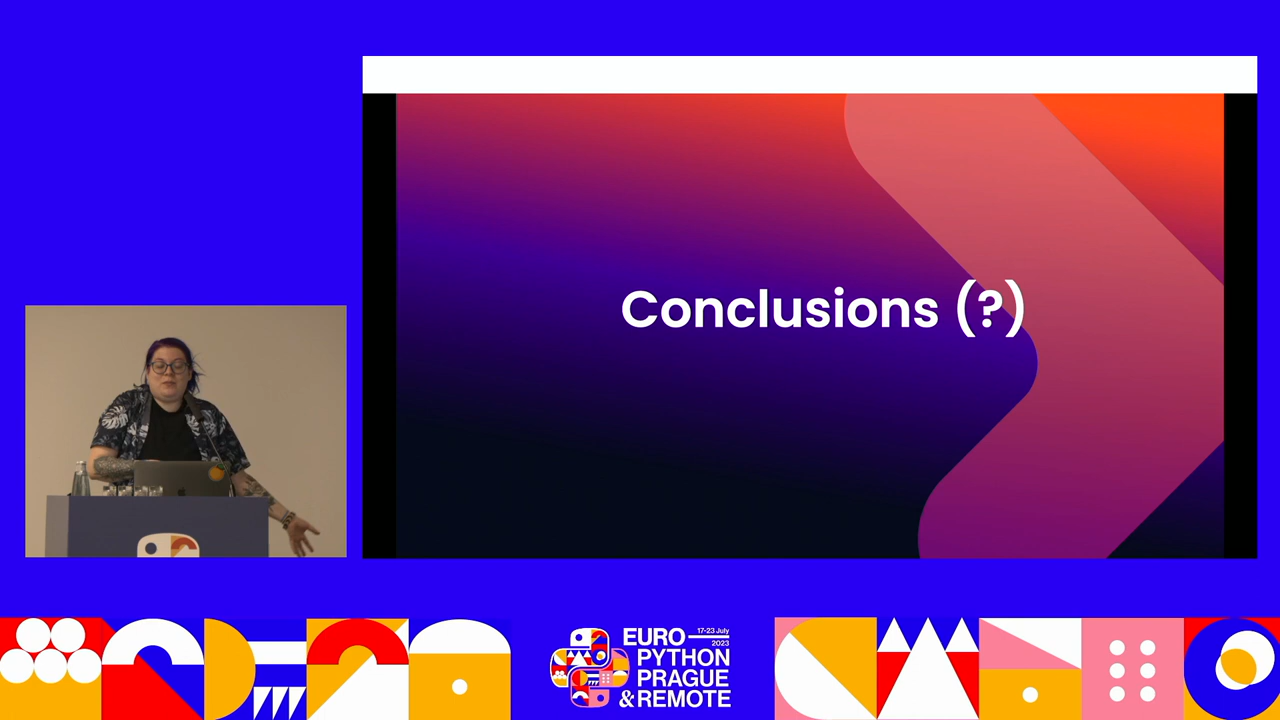 Conclusions (?)
EURO 17-23 July
2023
PYTHON
PRAGUE
& REMOTE